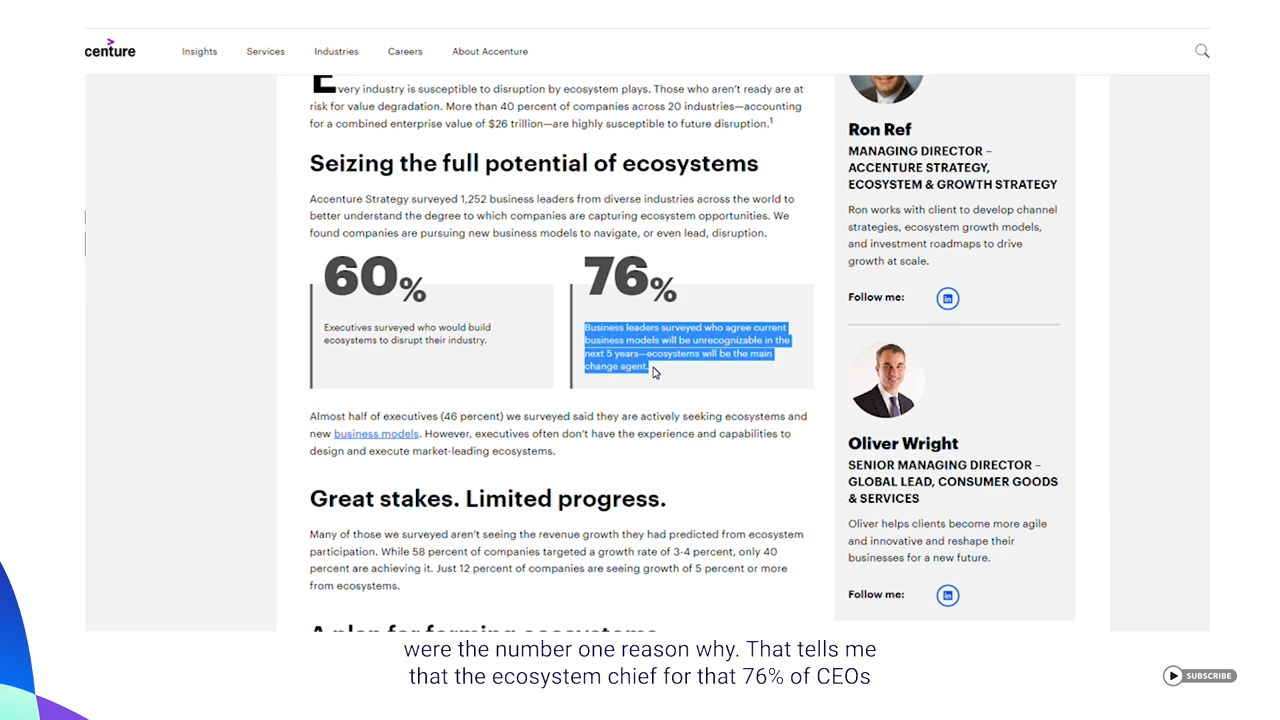 centure
Insights
Services
Industries
Careers
About Accenture
Every industry is susceptible to disruption by ecosystem plays. Those who aren't ready are at
risk for value degradation. More than 40 percent of companies across 20 industries—accounting
for a combined enterprise value of $26 trillion—are highly susceptible to future disruption.1
Seizing the full potential of ecosystems
Accenture Strategy surveyed 1,252 business leaders from diverse industries across the world to
better understand the degree to which companies are capturing ecosystem opportunities. We
found companies are pursuing new business models to navigate, or even lead, disruption.
60%
Executives surveyed who would build
ecosystems to disrupt their industry.
76%
Business leaders surveyed who agree current
business models will be unrecognizable in the
next 5 years—ecosystems will be the main
change agent.
Almost half of executives (46 percent) we surveyed said they are actively seeking ecosystems and
new business models. However, executives often don't have the experience and capabilities to
design and execute market-leading ecosystems.
Great stakes. Limited progress.
Many of those we surveyed aren't seeing the revenue growth they had predicted from ecosystem
participation. While 58 percent of companies targeted a growth rate of 3-4 percent, only 40
percent are achieving it. Just 12 percent of companies are seeing growth of 5 percent or more
from ecosystems.
A plan for forming ecosystems
Ron Ref
MANAGING DIRECTOR –
ACCENTURE STRATEGY,
ECOSYSTEM & GROWTH STRATEGY
Ron works with client to develop channel
strategies, ecosystem growth models,
and investment roadmaps to drive
growth at scale.
Follow me:
in
Oliver Wright
SENIOR MANAGING DIRECTOR –
GLOBAL LEAD, CONSUMER GOODS
& SERVICES
Oliver helps clients become more agile
and innovative and reshape their
businesses for a new future.
Follow me:
in
were the number one reason why. That tells me
that the ecosystem chief for that 76% of CEOs
SUBSCRIBE